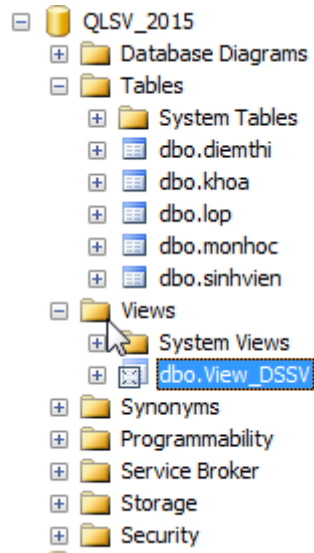 QLSV_2015
Database Diagrams
Tables
System Tables
dbo.diemthi
dbo.khoa
dbo.lop
dbo.monhoc
dbo.sinhvien
Views
System Views
dbo.View_DSSV
Synonyms
Programmability
Service Broker
Storage
Security